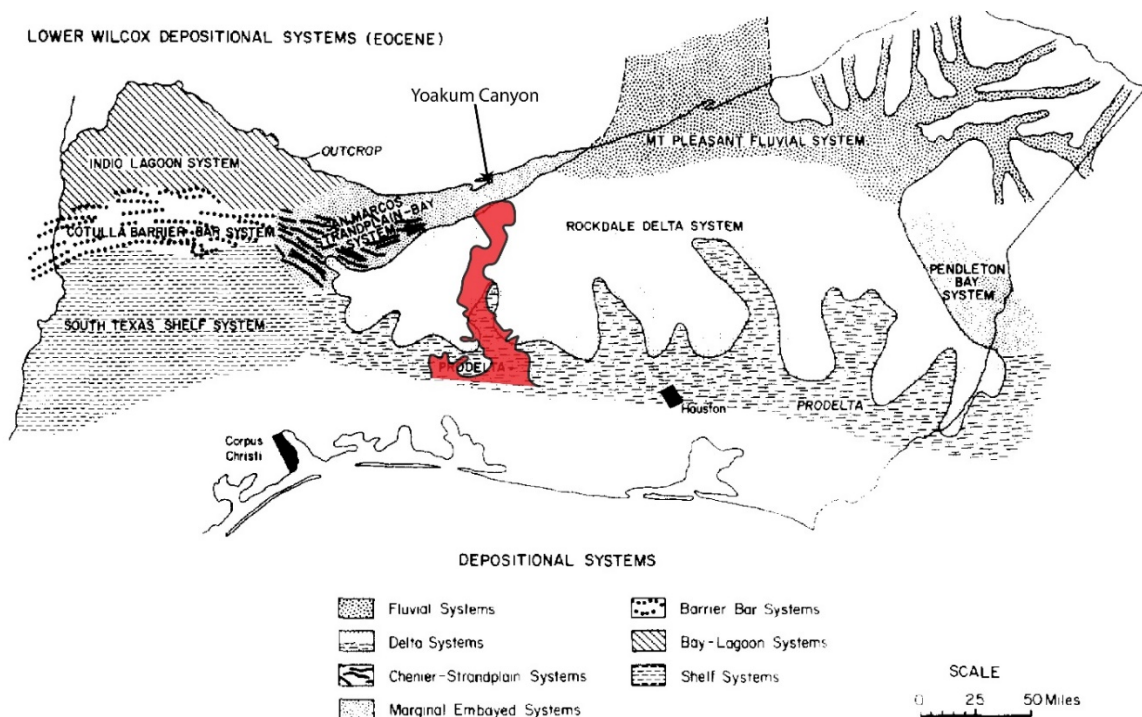 LOWER WILCOX DEPOSITIONAL SYSTEMS (EOCENE)
Yoakum Canyon
OUTCROP
MT PLEASANT FLUVIAL SYSTEM
INDIO LAGOON SYSTEM
COTULLA BARRIER-BAR SYSTEM
SAN MARCOS
STRANDPLAIN-BAY
SYSTEM
ROCKDALE DELTA SYSTEM
PENDLETON
BAY
SYSTEM
SOUTH TEXAS SHELF SYSTEM
PRODELTA
Houston
PRODELTA
Corpus
Christi
DEPOSITIONAL SYSTEMS
Fluvial Systems
Delta Systems
Chenier-Strandplain Systems
Marginal Embayed Systems
Barrier Bar Systems
Bay-Lagoon Systems
Shelf Systems
SCALE
0 25 50 Miles